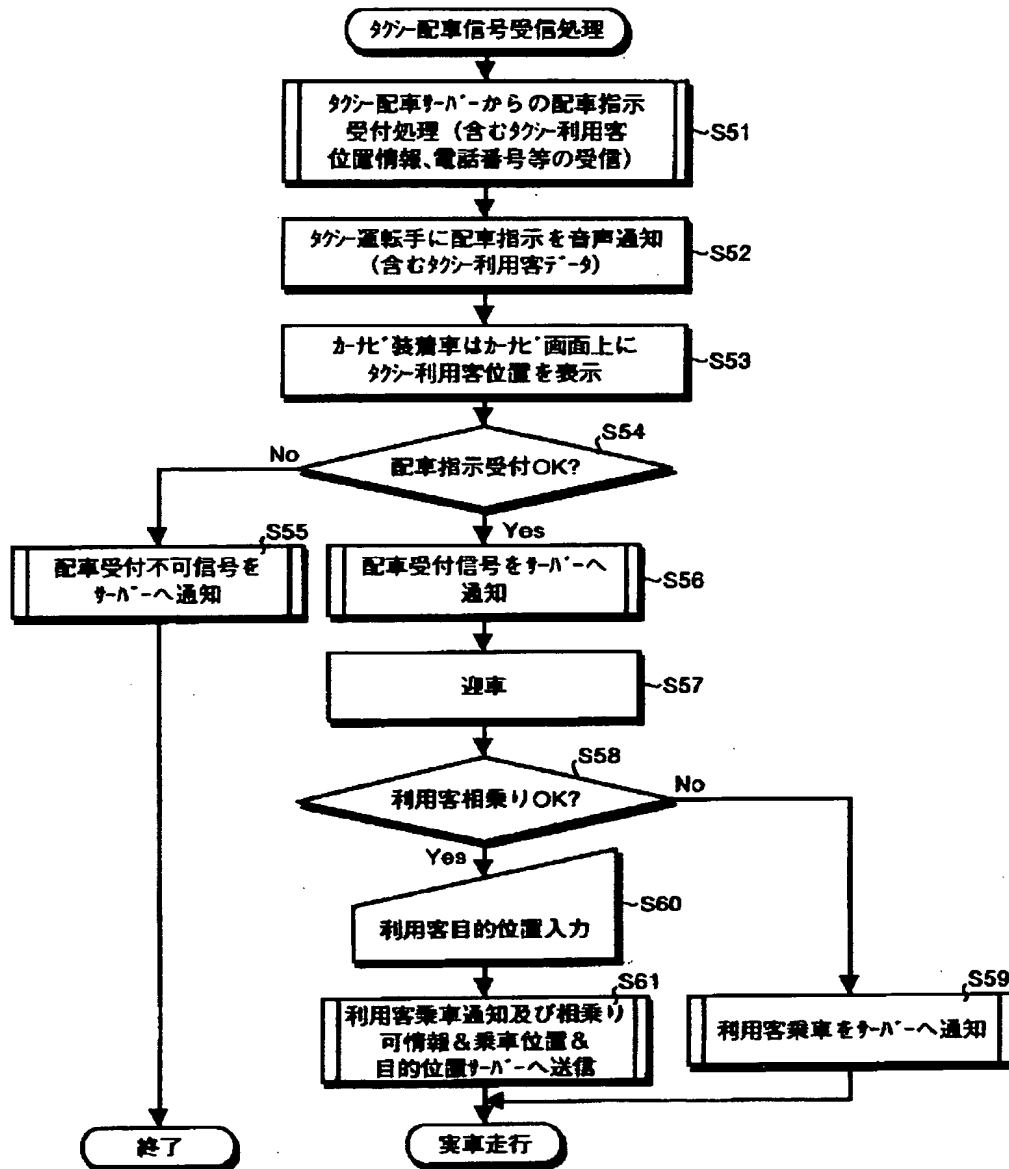 ﾀｸｼｰ配車信号受信処理
ﾀｸｼｰ配車ｻｰﾊﾞｰからの配車指示
受付処理（含むﾀｸｼｰ利用客
位置情報、電話番号等の受信）
S51
ﾀｸｼｰ運転手に配車指示を音声通知
（含むﾀｸｼｰ利用客ﾃﾞｰﾀ）
S52
ｶｰﾅﾋﾞ装着車はｶｰﾅﾋﾞ画面上に
ﾀｸｼｰ利用客位置を表示
S53
S54
No
配車指示受付OK?
Yes
S55
配車受付不可信号を
ｻｰﾊﾞｰへ通知
配車受付信号をｻｰﾊﾞｰへ
通知
S56
迎車
S57
S58
利用客相乗りOK?
No
Yes
S60
利用客目的位置入力
S61
利用客乗車通知及び相乗り
可情報＆乗車位置＆
目的位置ｻｰﾊﾞｰへ送信
S59
利用客乗車をｻｰﾊﾞｰへ通知
終了
実車走行